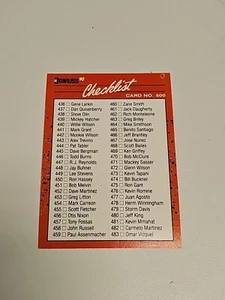 DONRUSS '90
Checklist
CARD NO. 500
436 Gene Larkin
437 Dan Quisenberry
438 Steve Olin
439 Mickey Hatcher
440 Willie Wilson
441 Mark Grant
442 Mookie Wilson
443 Alex Trevino
444 Pat Tabler
445 Dave Bergman
446 Todd Burns
447 R.J. Reynolds
448 Jay Buhner
449 Lee Stevens
450 Ron Hassey
451 Bob Melvin
452 Dave Martinez
453 Greg Litton
454 Mark Carreon
455 Scott Fletcher
456 Otis Nixon
457 Tony Fossas
458 John Russell
459 Paul Assenmacher
460 Zane Smith
461 Jack Daugherty
462 Rich Monteleone
463 Greg Briley
464 Mike Smithson
465 Benito Santiago
466 Jeff Brantley
467 Jose Nunez
468 Scott Bailes
469 Ken Griffey
470 Bob McClure
471 Mackey Sasser
472 Glenn Wilson
473 Kevin Tapani
474 Bill Buckner
475 Ron Gant
476 Kevin Romine
477 Juan Agosto
478 Herm Winningham
479 Storm Davis
480 Jeff King
481 Kevin Mmahat
482 Carmelo Martinez
483 Omar Vizquel